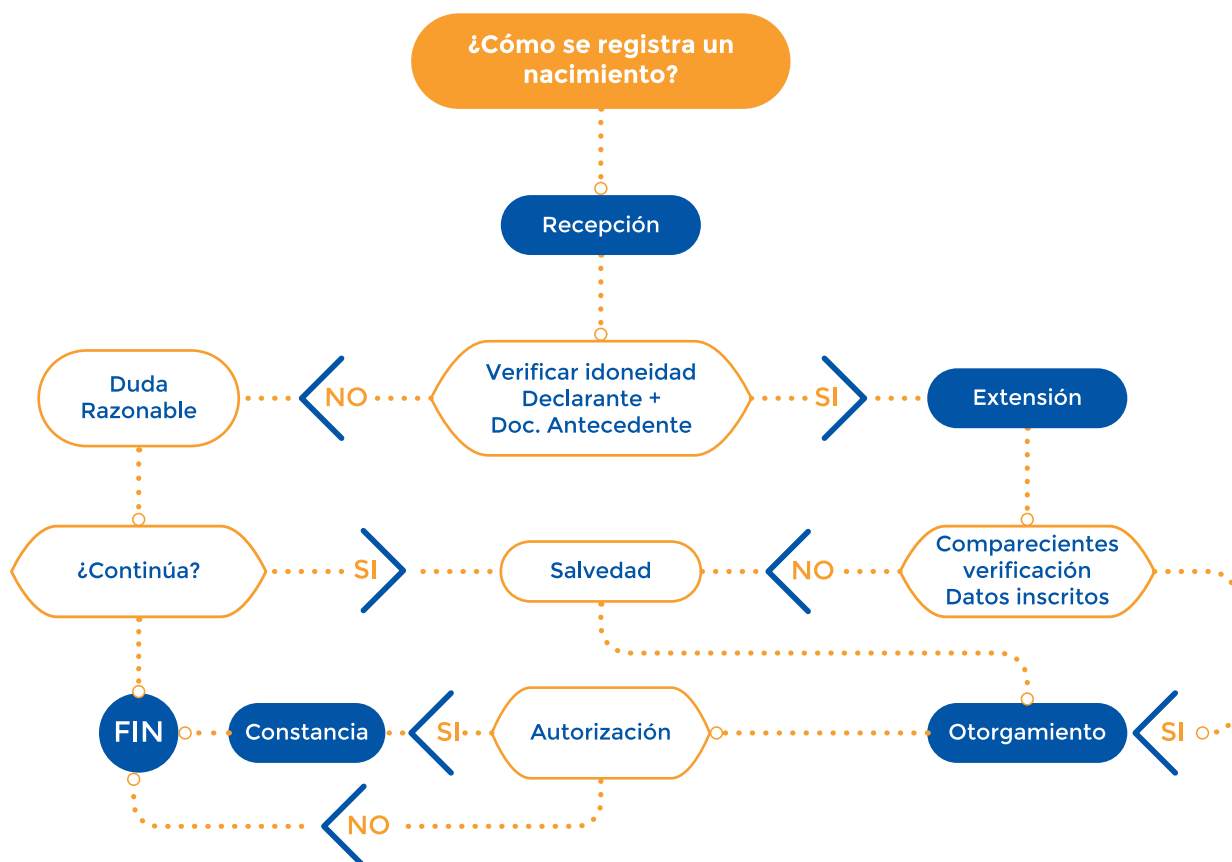 ¿Cómo se registra un
nacimiento?
Recepción
Verificar idoneidad
Declarante +
Doc. Antecedente
NO
SI
Duda
Razonable
Extensión
¿Continúa?
SI
Salvedad
NO
Comparecientes
verificación
Datos inscritos
FIN
Constancia
SI
Autorización
Otorgamiento
SI
NO